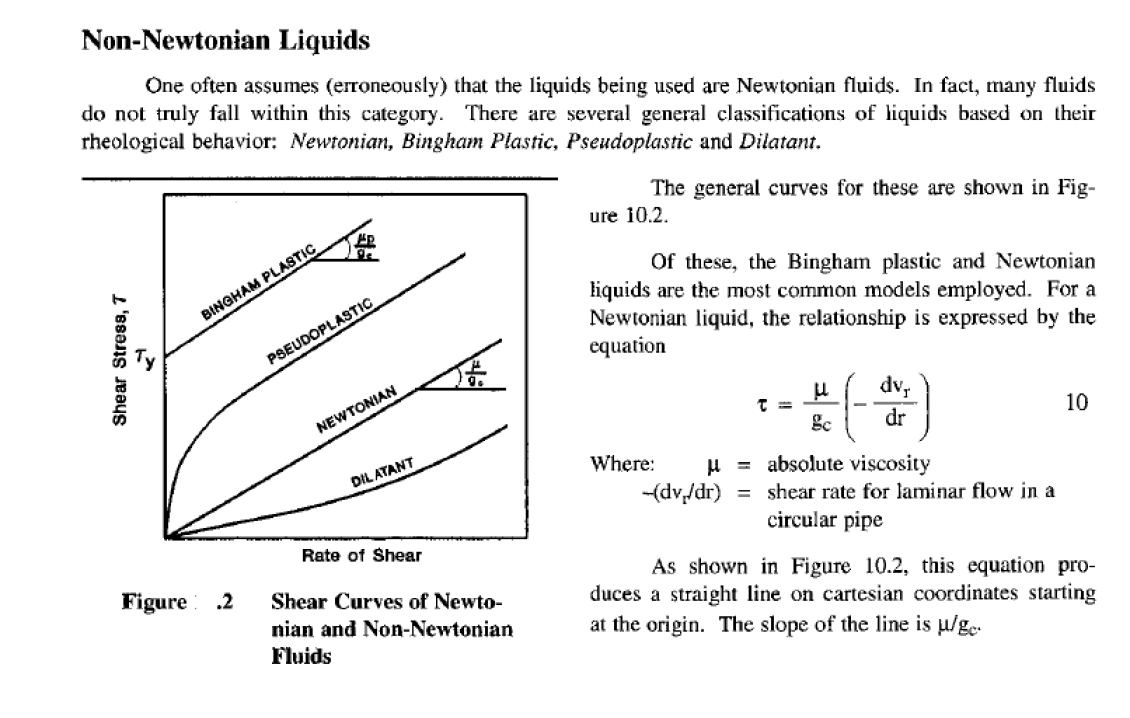 Non-Newtonian Liquids
One often assumes (erroneously) that the liquids being used are Newtonian fluids. In fact, many fluids
do not truly fall within this category. There are several general classifications of liquids based on their
rheological behavior: Newtonian, Bingham Plastic, Pseudoplastic and Dilatant.
Shear Stress, τ
τy
BINGHAM PLASTIC
μp
gc
PSEUDOPLASTIC
NEWTONIAN
μ
gc
DILATANT
Rate of Shear
Figure .2 Shear Curves of Newto-
nian and Non-Newtonian
Fluids
The general curves for these are shown in Fig-
ure 10.2.
Of these, the Bingham plastic and Newtonian
liquids are the most common models employed. For a
Newtonian liquid, the relationship is expressed by the
equation
τ = μ/gc (− dvr/dr) 10
Where: μ = absolute viscosity
–(dvr/dr) = shear rate for laminar flow in a
circular pipe
As shown in Figure 10.2, this equation pro-
duces a straight line on cartesian coordinates starting
at the origin. The slope of the line is μ/gc.